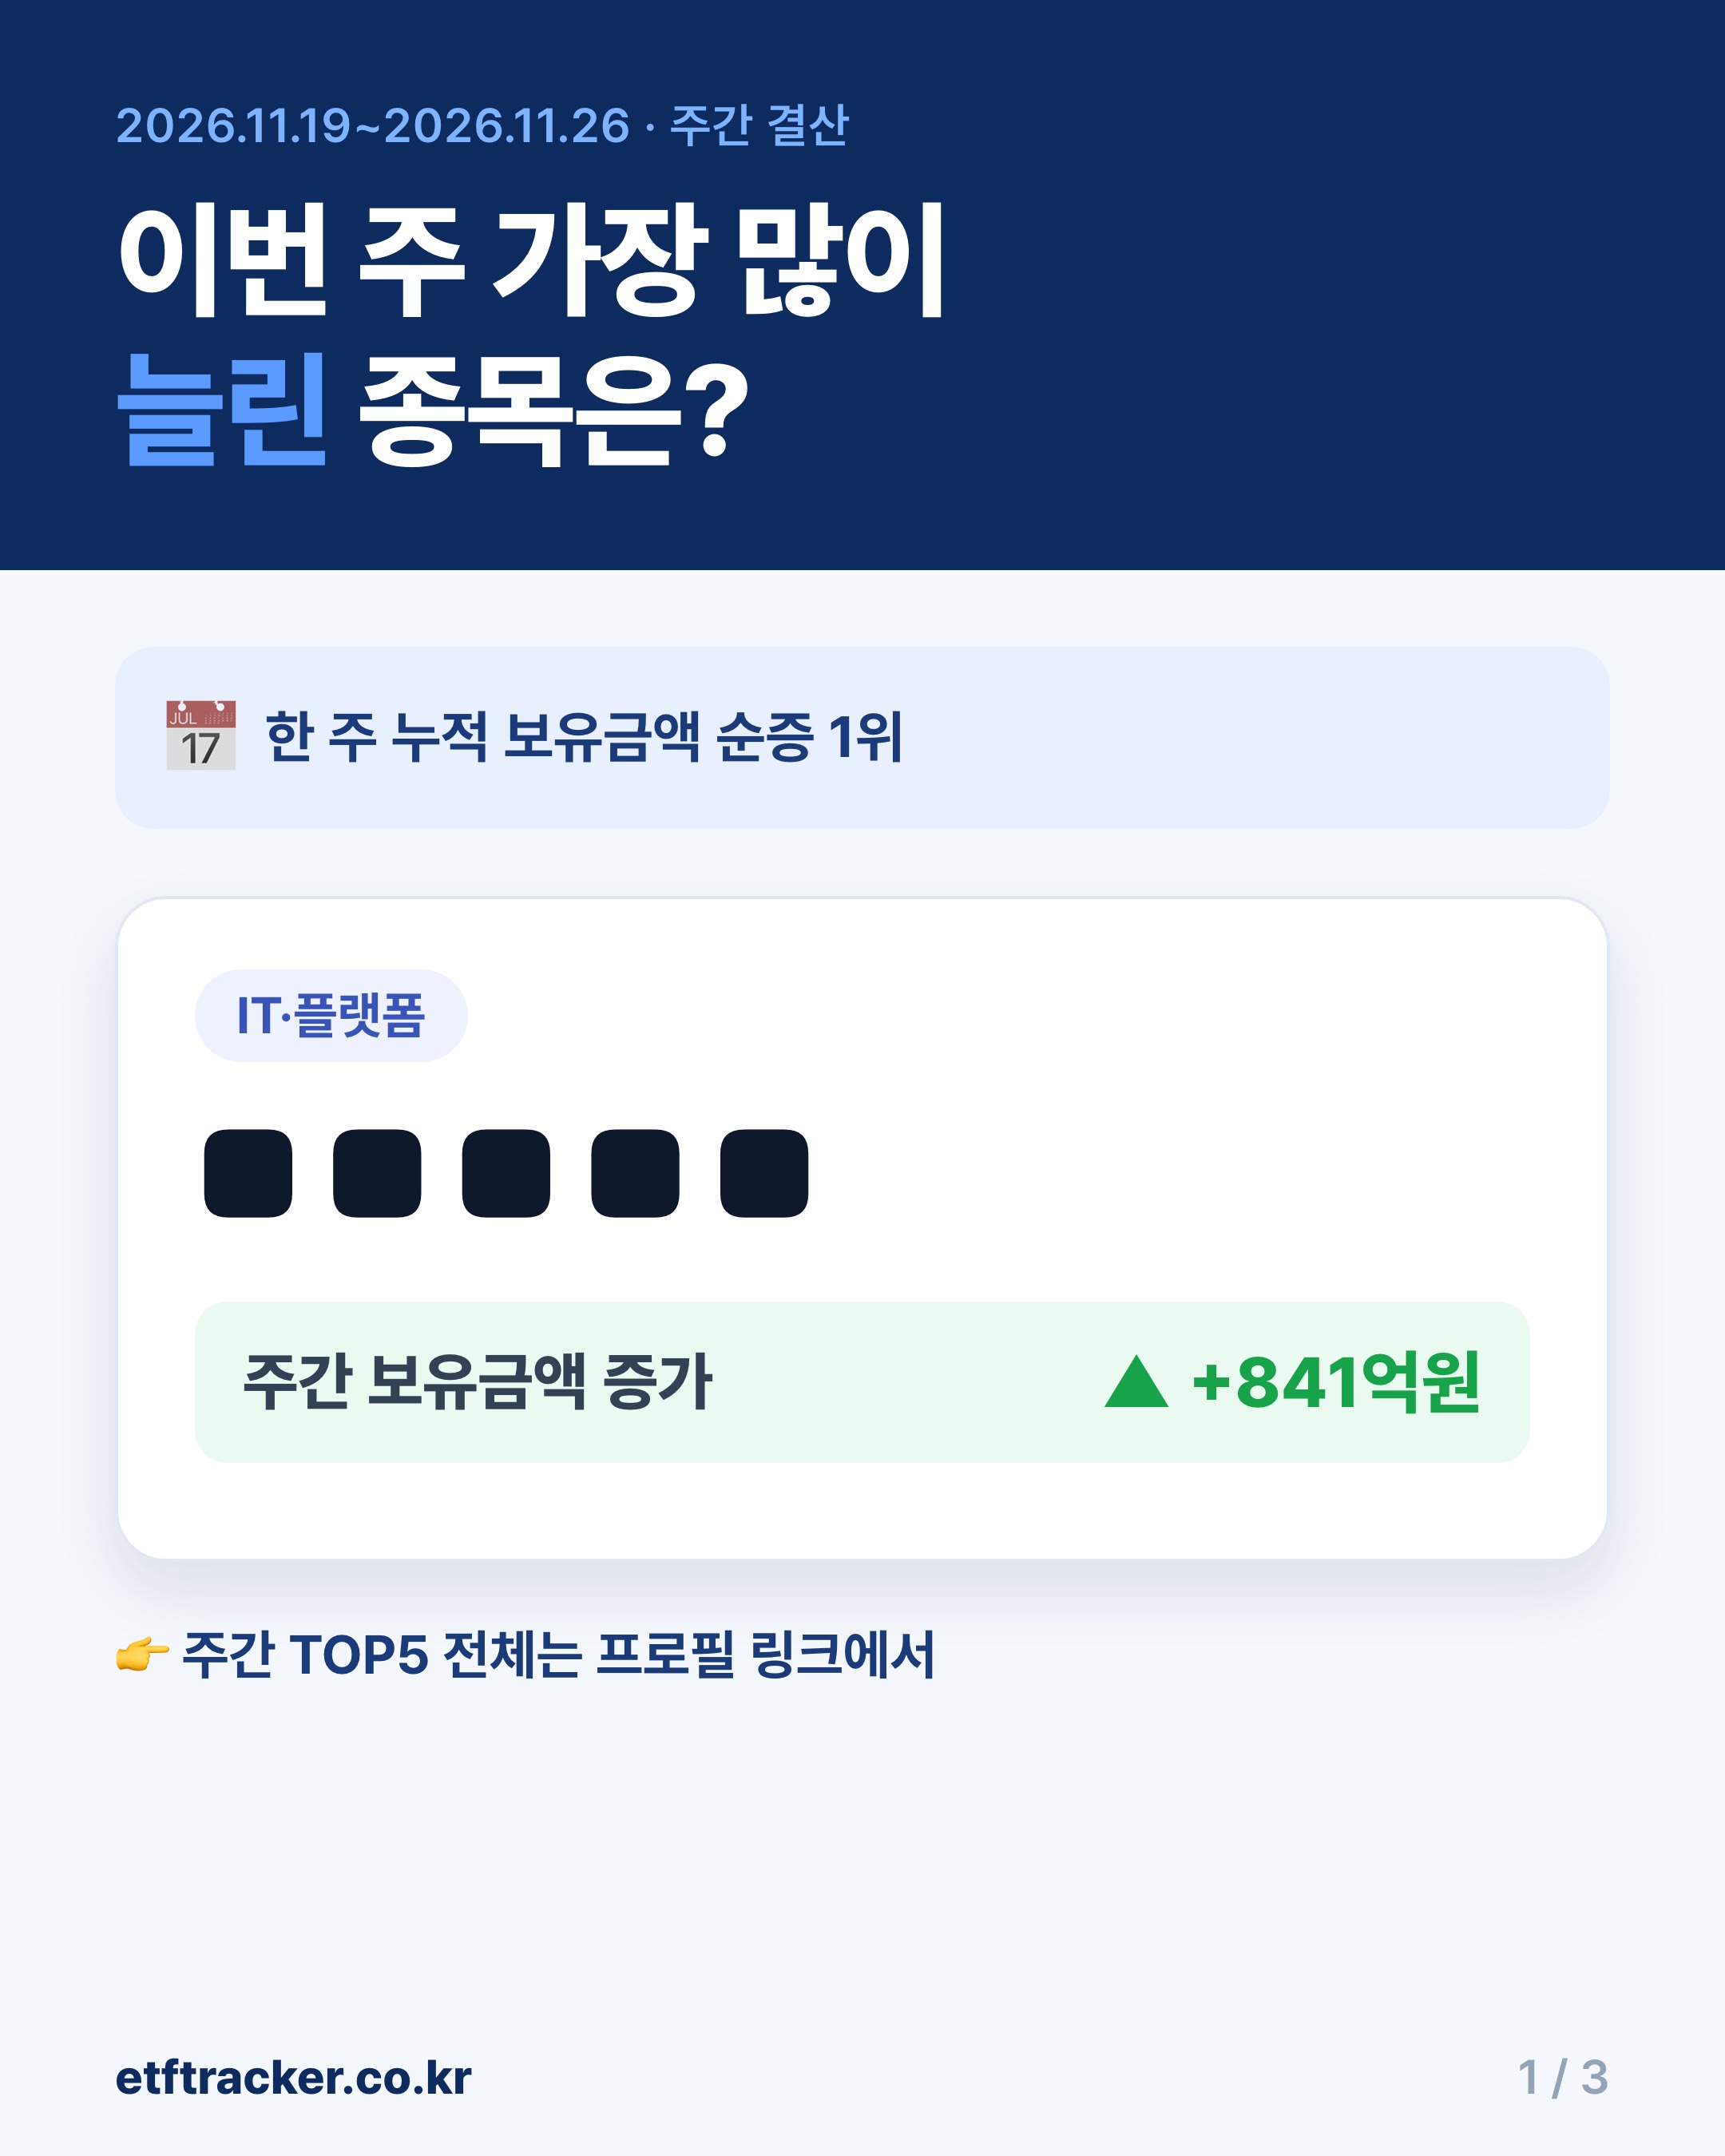 2026.11.19~2026.11.26 · 주간 결산
이번 주 가장 많이
늘린 종목은?
📅 한 주 누적 보유금액 순증 1위
IT·플랫폼
■ ■ ■ ■ ■
주간 보유금액 증가 ▲ +841억원
👉 주간 TOP5 전체는 프로필 링크에서
etftracker.co.kr
1 / 3